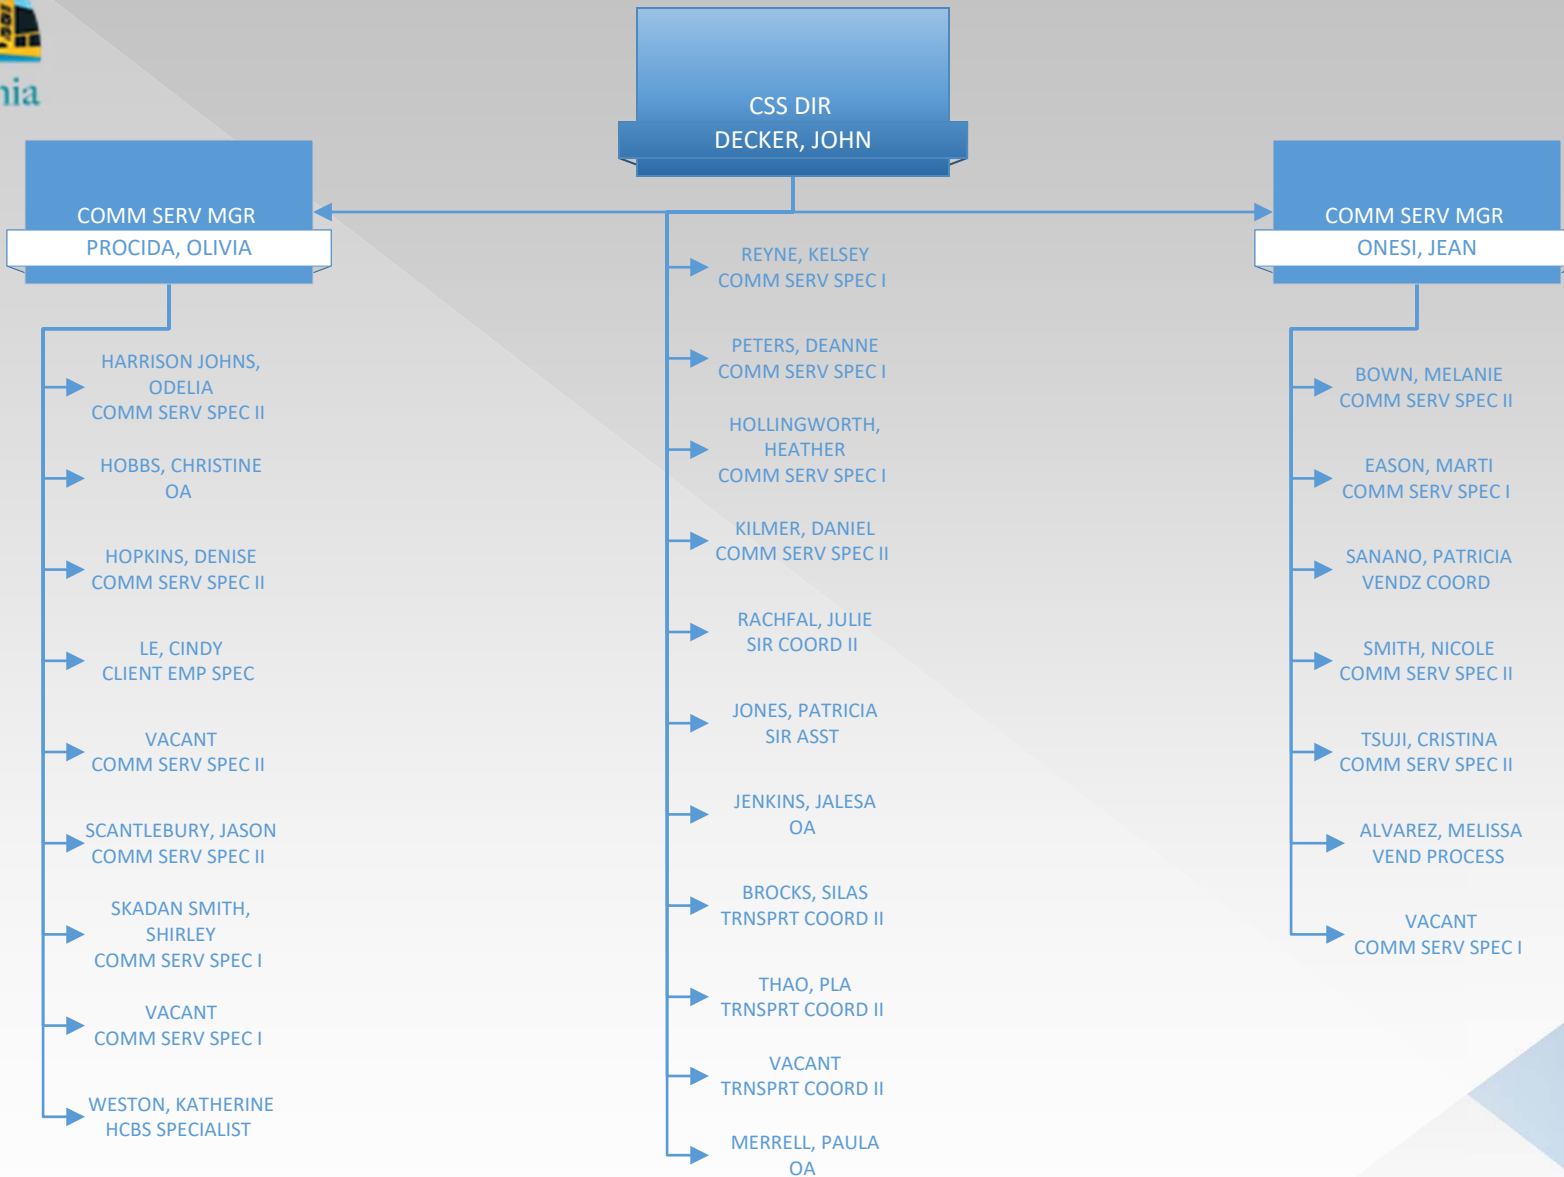 CSS DIR
DECKER, JOHN
COMM SERV MGR
PROCIDA, OLIVIA
HARRISON JOHNS,
ODELIA
COMM SERV SPEC II
HOBBS, CHRISTINE
OA
HOPKINS, DENISE
COMM SERV SPEC II
LE, CINDY
CLIENT EMP SPEC
VACANT
COMM SERV SPEC II
SCANTLEBURY, JASON
COMM SERV SPEC II
SKADAN SMITH,
SHIRLEY
COMM SERV SPEC I
VACANT
COMM SERV SPEC I
WESTON, KATHERINE
HCBS SPECIALIST
REYNE, KELSEY
COMM SERV SPEC I
PETERS, DEANNE
COMM SERV SPEC I
HOLLINGWORTH,
HEATHER
COMM SERV SPEC I
KILMER, DANIEL
COMM SERV SPEC II
RACHFAL, JULIE
SIR COORD II
JONES, PATRICIA
SIR ASST
JENKINS, JALESA
OA
BROCKS, SILAS
TRNSPRT COORD II
THAO, PLA
TRNSPRT COORD II
VACANT
TRNSPRT COORD II
MERRELL, PAULA
OA
COMM SERV MGR
ONESI, JEAN
BOWN, MELANIE
COMM SERV SPEC II
EASON, MARTI
COMM SERV SPEC I
SANANO, PATRICIA
VENDZ COORD
SMITH, NICOLE
COMM SERV SPEC II
TSUJI, CRISTINA
COMM SERV SPEC II
ALVAREZ, MELISSA
VEND PROCESS
VACANT
COMM SERV SPEC I